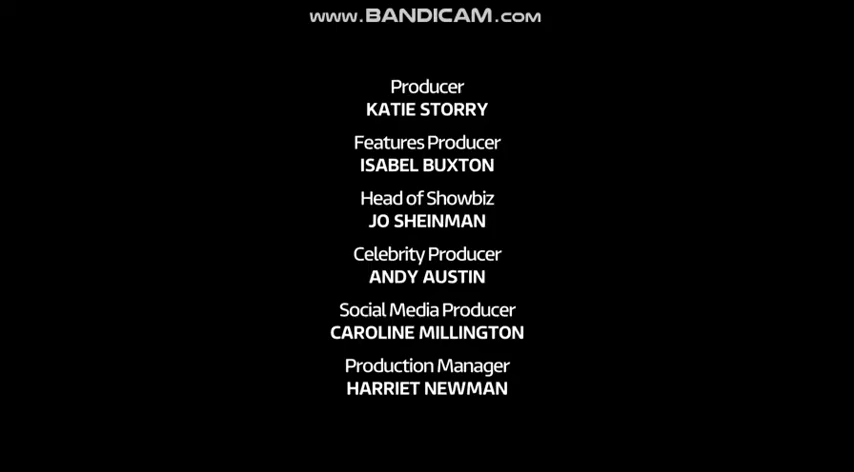 www.BANDICAM.com
Producer
KATIE STORRY
Features Producer
ISABEL BUXTON
Head of Showbiz
JO SHEINMAN
Celebrity Producer
ANDY AUSTIN
Social Media Producer
CAROLINE MILLINGTON
Production Manager
HARRIET NEWMAN